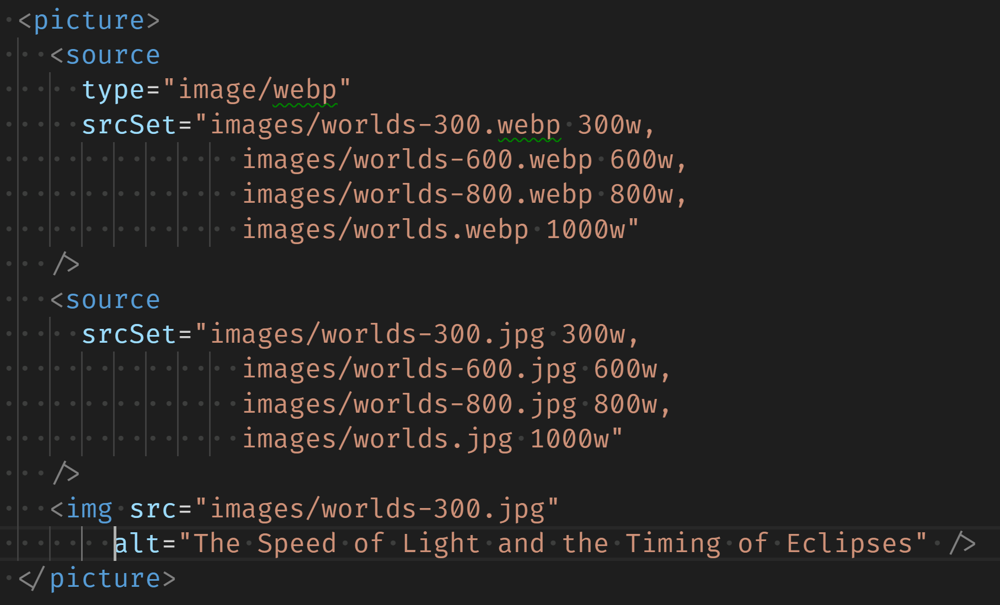 <picture>
<source
type="image/webp"
srcSet="images/worlds-300.webp 300w,
images/worlds-600.webp 600w,
images/worlds-800.webp 800w,
images/worlds.webp 1000w"
/>
<source
srcSet="images/worlds-300.jpg 300w,
images/worlds-600.jpg 600w,
images/worlds-800.jpg 800w,
images/worlds.jpg 1000w"
/>
<img src="images/worlds-300.jpg"
alt="The Speed of Light and the Timing of Eclipses" />
</picture>